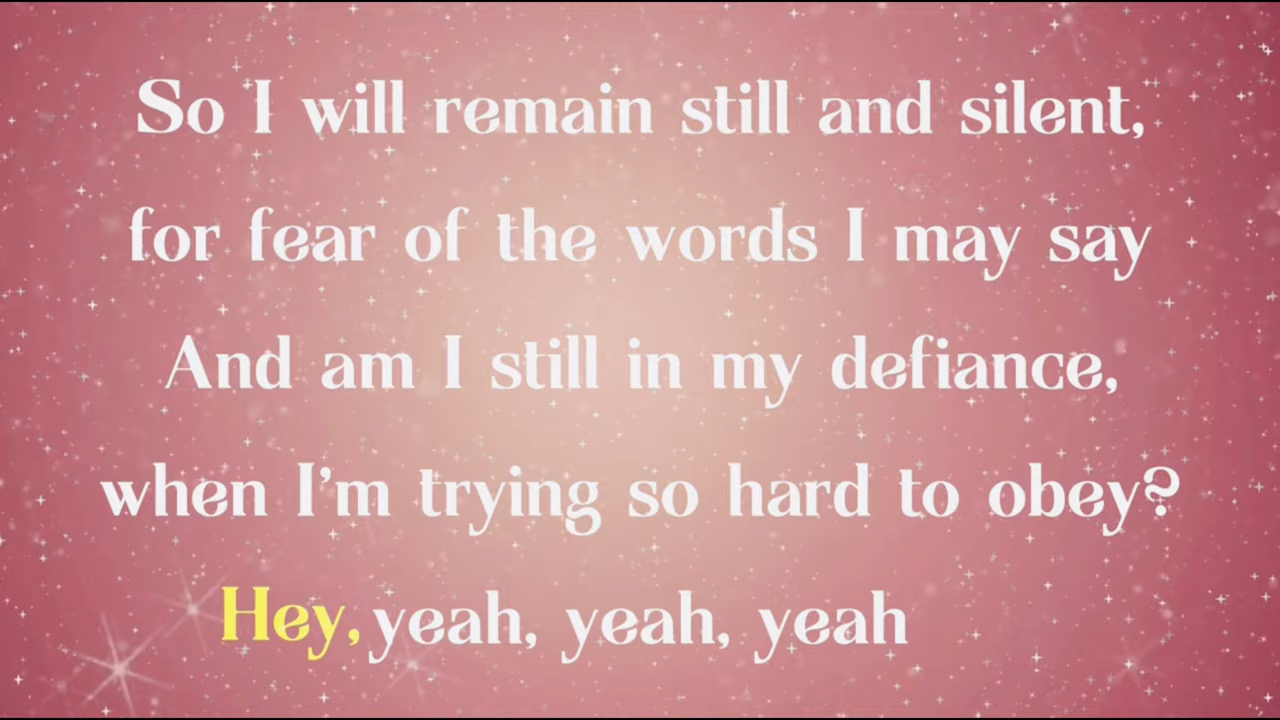 So I will remain still and silent,
for fear of the words I may say
And am I still in my defiance,
when I'm trying so hard to obey?
Hey, yeah, yeah, yeah